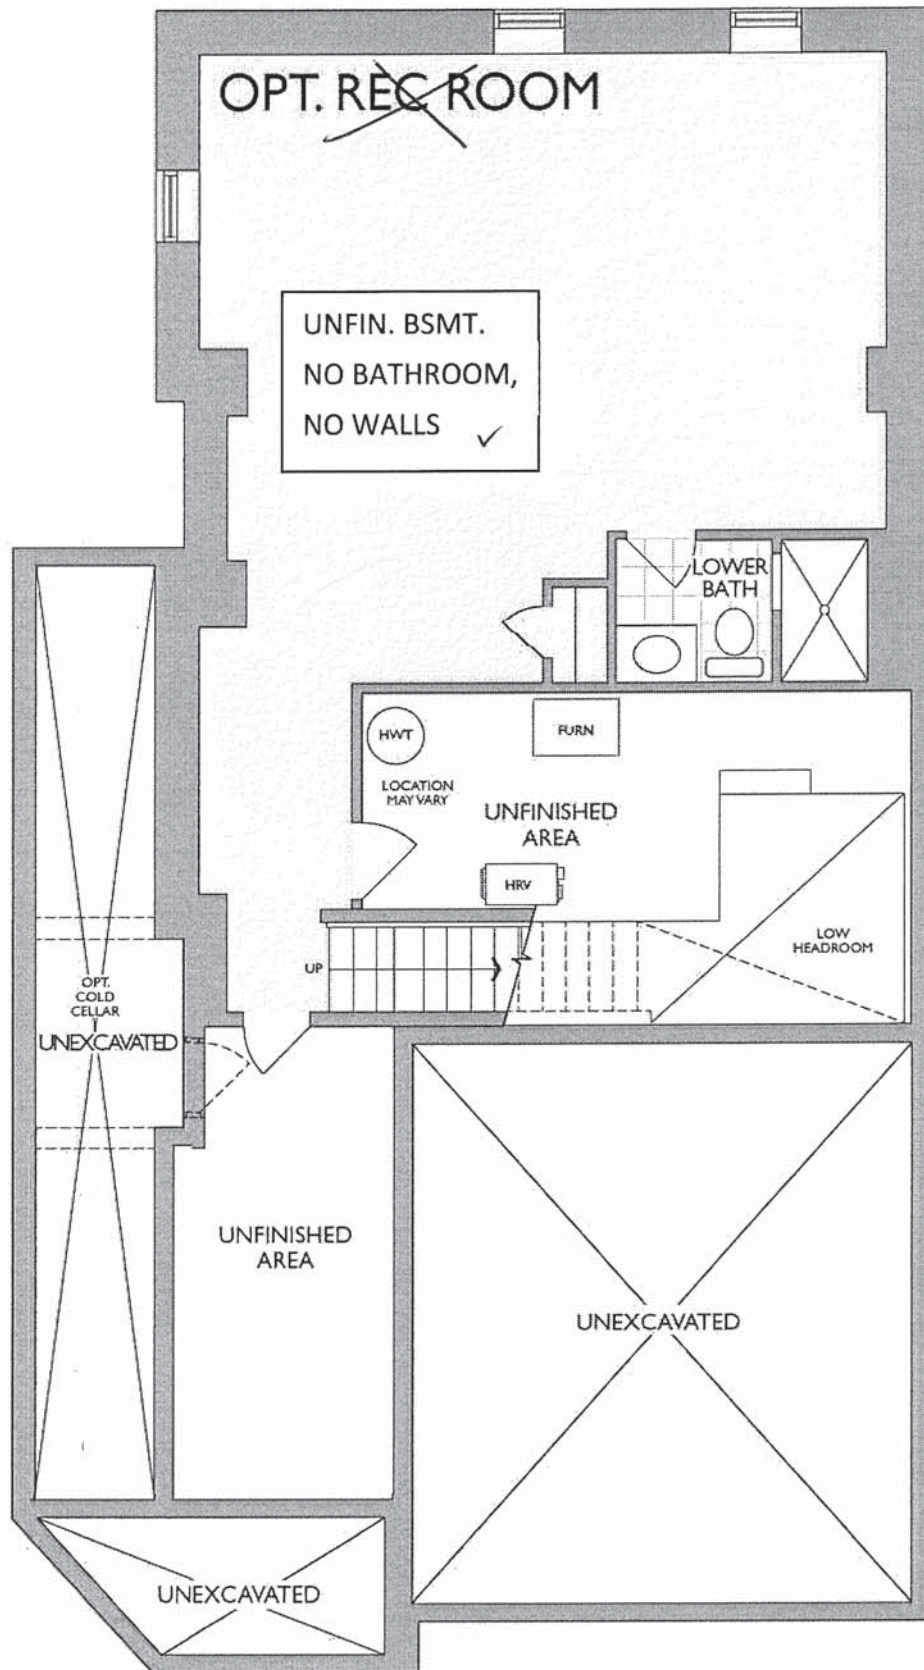 OPT. REC ROOM
UNFIN. BSMT.
NO BATHROOM,
NO WALLS ✓
LOWER
BATH
HWT
FURN
LOCATION
MAY VARY
UNFINISHED
AREA
HRV
LOW
HEADROOM
UP
OPT.
COLD
CELLAR
UNEXCAVATED
UNFINISHED
AREA
UNEXCAVATED
UNEXCAVATED